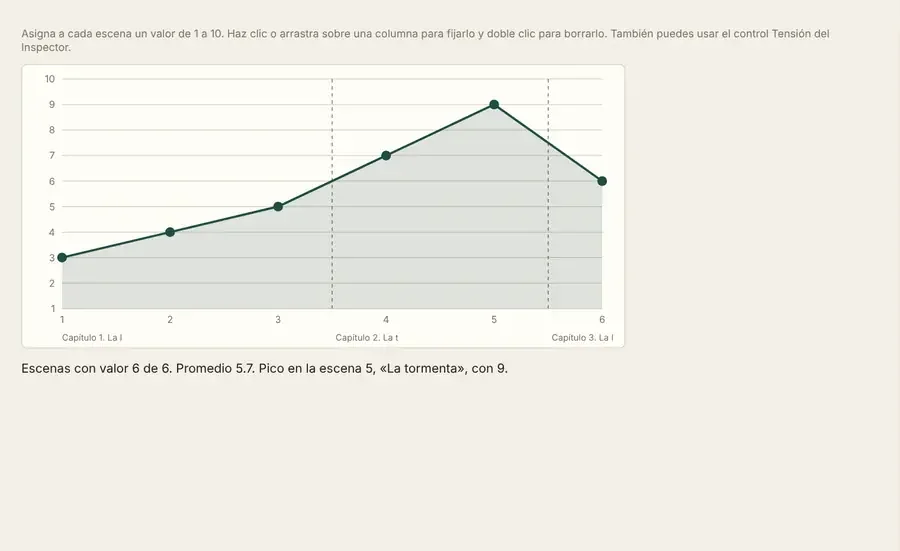 Asigna a cada escena un valor de 1 a 10. Haz clic o arrastra sobre una columna para fijarlo y doble clic para borrarlo. También puedes usar el control Tensión del
Inspector.
10
9
8
7
6
5
4
3
2
1
1 2 3 4 5 6
Capítulo 1. La l Capítulo 2. La t Capítulo 3. La l
Escenas con valor 6 de 6. Promedio 5.7. Pico en la escena 5, «La tormenta», con 9.